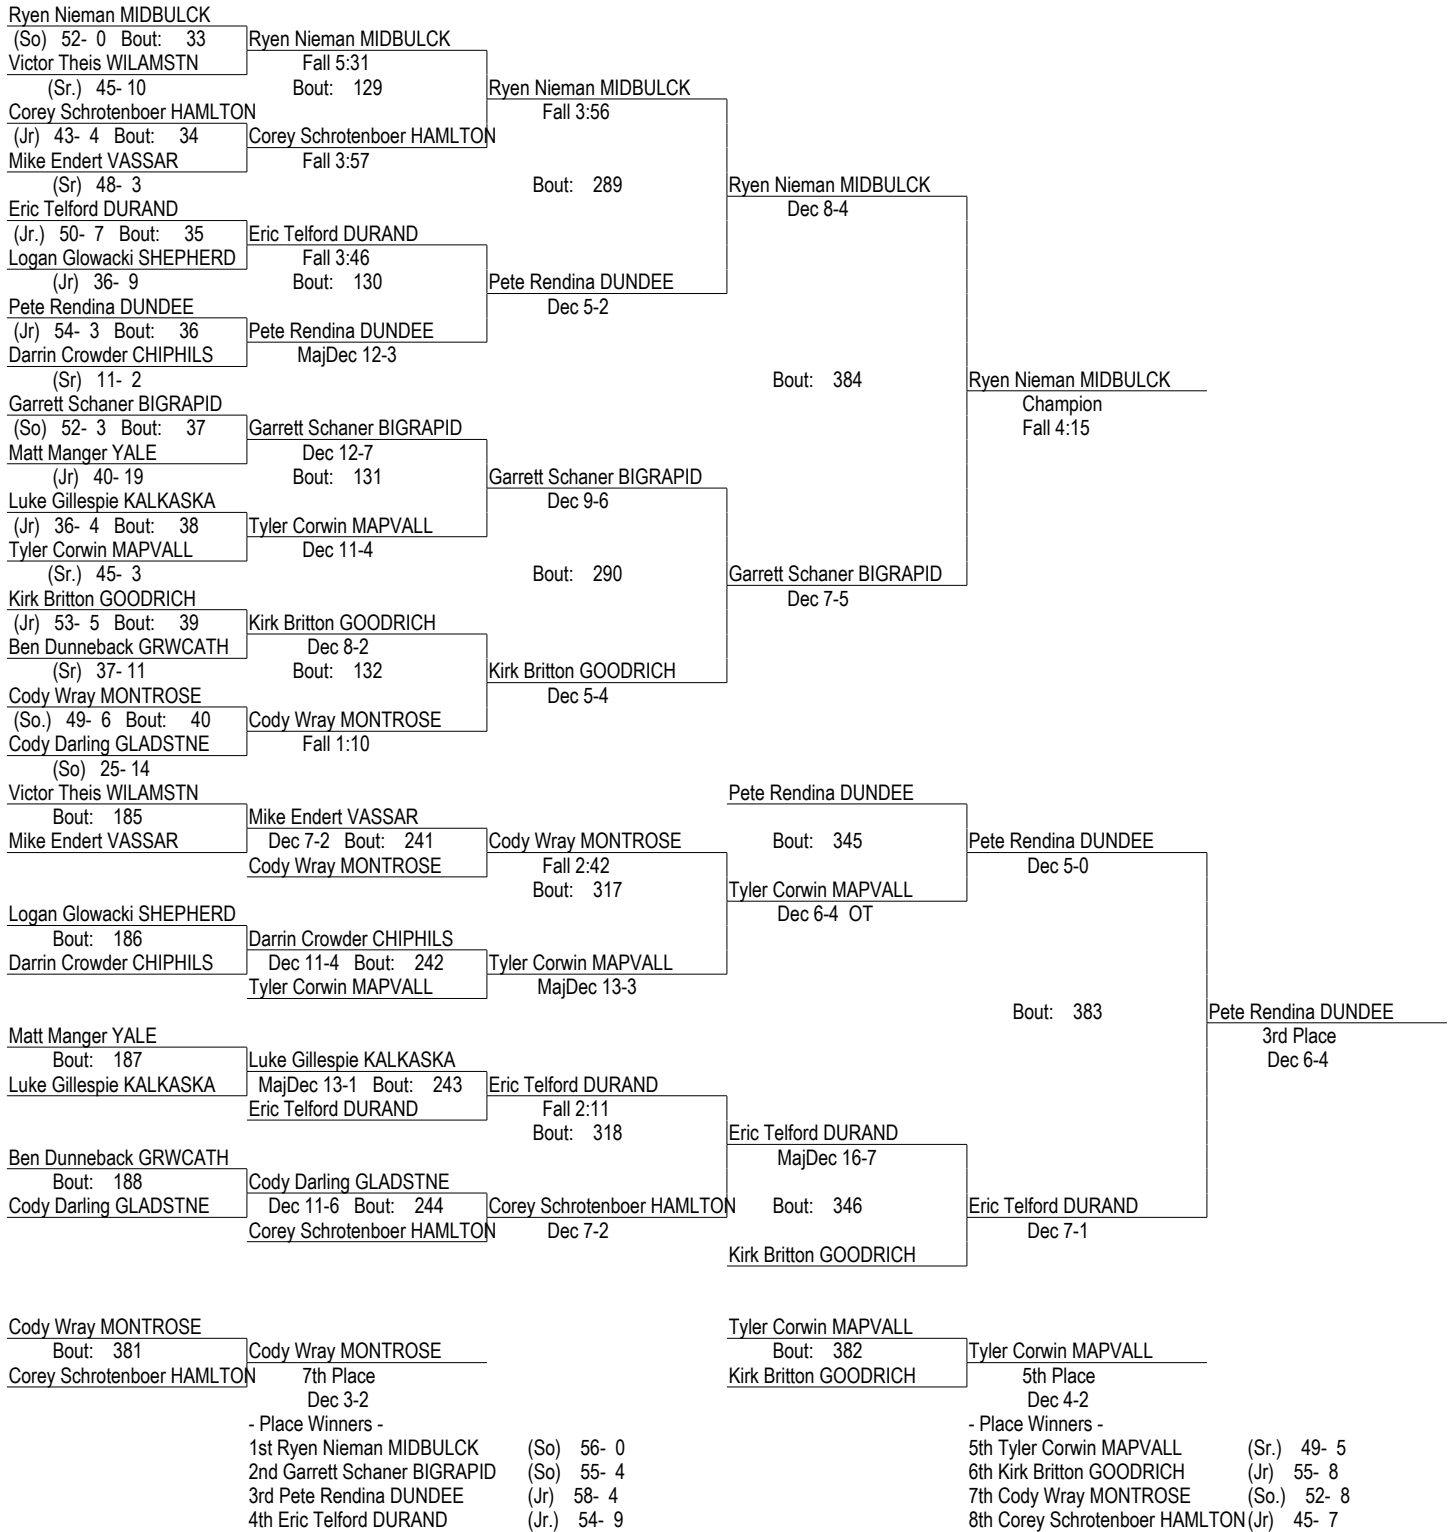 Ryen Nieman MIDBULCK
(So) 52- 0 Bout: 33 Ryen Nieman MIDBULCK
Victor Theis WILAMSTN Fall 5:31
(Sr.) 45- 10 Bout: 129 Ryen Nieman MIDBULCK
Corey Schrotenboer HAMLTON Fall 3:56
(Jr) 43- 4 Bout: 34 Corey Schrotenboer HAMLTON
Mike Endert VASSAR Fall 3:57
(Sr) 48- 3 Bout: 289 Ryen Nieman MIDBULCK
Eric Telford DURAND Dec 8-4
(Jr.) 50- 7 Bout: 35 Eric Telford DURAND
Logan Glowacki SHEPHERD Fall 3:46
(Jr) 36- 9 Bout: 130 Pete Rendina DUNDEE
Pete Rendina DUNDEE Dec 5-2
(Jr) 54- 3 Bout: 36 Pete Rendina DUNDEE
Darrin Crowder CHIPHILS MajDec 12-3
(Sr) 11- 2 Bout: 384 Ryen Nieman MIDBULCK
Garrett Schaner BIGRAPID Champion
(So) 52- 3 Bout: 37 Garrett Schaner BIGRAPID Fall 4:15
Matt Manger YALE Dec 12-7
(Jr) 40- 19 Bout: 131 Garrett Schaner BIGRAPID
Luke Gillespie KALKASKA Dec 9-6
(Jr) 36- 4 Bout: 38 Tyler Corwin MAPVALL
Tyler Corwin MAPVALL Dec 11-4
(Sr.) 45- 3 Bout: 290 Garrett Schaner BIGRAPID
Kirk Britton GOODRICH Dec 7-5
(Jr) 53- 5 Bout: 39 Kirk Britton GOODRICH
Ben Dunneback GRWCATH Dec 8-2
(Sr) 37- 11 Bout: 132 Kirk Britton GOODRICH
Cody Wray MONTROSE Dec 5-4
(So.) 49- 6 Bout: 40 Cody Wray MONTROSE
Cody Darling GLADSTNE Fall 1:10
(So) 25- 14
Victor Theis WILAMSTN Pete Rendina DUNDEE
Bout: 185 Mike Endert VASSAR
Mike Endert VASSAR Dec 7-2 Bout: 241 Cody Wray MONTROSE Bout: 345 Pete Rendina DUNDEE
Cody Wray MONTROSE Fall 2:42 Dec 5-0
Bout: 317 Tyler Corwin MAPVALL
Logan Glowacki SHEPHERD Dec 6-4 OT
Bout: 186 Darrin Crowder CHIPHILS
Darrin Crowder CHIPHILS Dec 11-4 Bout: 242 Tyler Corwin MAPVALL
Tyler Corwin MAPVALL MajDec 13-3
Bout: 383 Pete Rendina DUNDEE
Matt Manger YALE 3rd Place
Bout: 187 Luke Gillespie KALKASKA Dec 6-4
Luke Gillespie KALKASKA MajDec 13-1 Bout: 243 Eric Telford DURAND
Eric Telford DURAND Fall 2:11
Bout: 318 Eric Telford DURAND
Ben Dunneback GRWCATH MajDec 16-7
Bout: 188 Cody Darling GLADSTNE
Cody Darling GLADSTNE Dec 11-6 Bout: 244 Corey Schrotenboer HAMLTON Bout: 346 Eric Telford DURAND
Corey Schrotenboer HAMLTON Dec 7-2 Dec 7-1
Kirk Britton GOODRICH
Cody Wray MONTROSE Tyler Corwin MAPVALL
Bout: 381 Cody Wray MONTROSE Bout: 382 Tyler Corwin MAPVALL
Corey Schrotenboer HAMLTON 7th Place Kirk Britton GOODRICH 5th Place
Dec 3-2 Dec 4-2
- Place Winners - - Place Winners -
1st Ryen Nieman MIDBULCK (So) 56- 0 5th Tyler Corwin MAPVALL (Sr.) 49- 5
2nd Garrett Schaner BIGRAPID (So) 55- 4 6th Kirk Britton GOODRICH (Jr) 55- 8
3rd Pete Rendina DUNDEE (Jr) 58- 4 7th Cody Wray MONTROSE (So.) 52- 8
4th Eric Telford DURAND (Jr.) 54- 9 8th Corey Schrotenboer HAMLTON (Jr) 45- 7